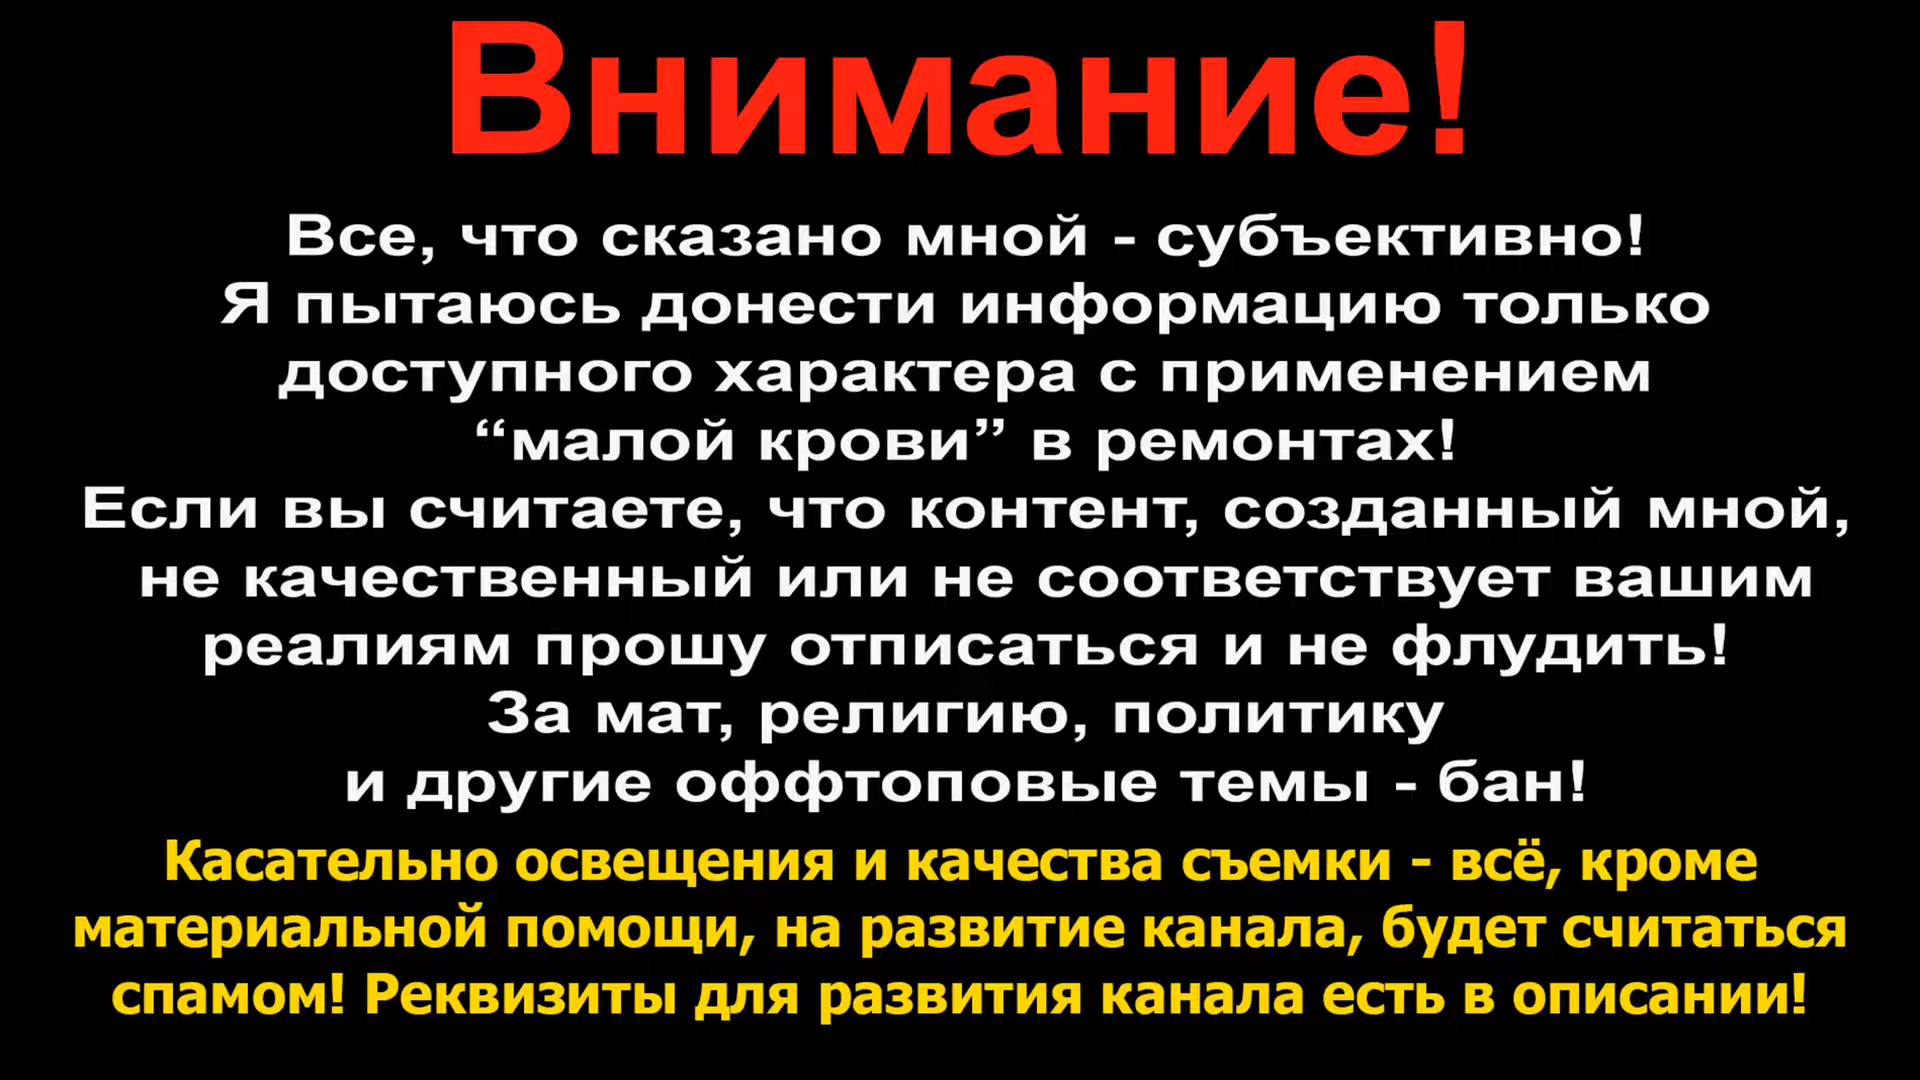 Внимание!
Все, что сказано мной - субъективно!
Я пытаюсь донести информацию только
доступного характера с применением
“малой крови” в ремонтах!
Если вы считаете, что контент, созданный мной,
не качественный или не соответствует вашим
реалиям прошу отписаться и не флудить!
За мат, религию, политику
и другие оффтоповые темы - бан!
Касательно освещения и качества съемки - всё, кроме
материальной помощи, на развитие канала, будет считаться
спамом! Реквизиты для развития канала есть в описании!